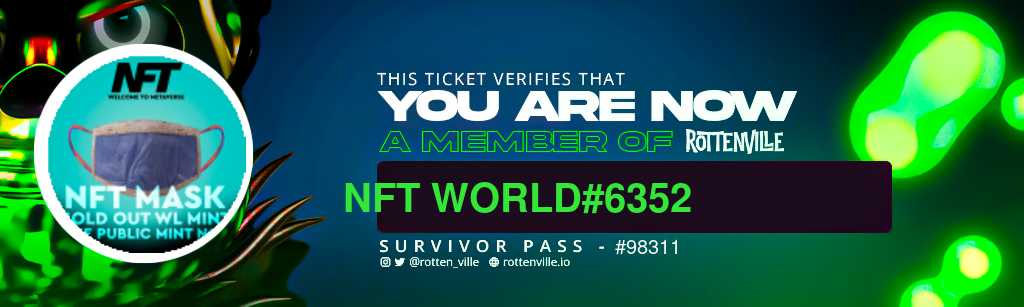 NFT
WELCOME TO METAVERSE
NFT MASK
OLD OUT WL MINT
PUBLIC MINT
THIS TICKET VERIFIES THAT
YOU ARE NOW
A MEMBER OF ROTTENVILLE
NFT WORLD#6352
SURVIVOR PASS - #98311
@rotten_ville rottenville.io